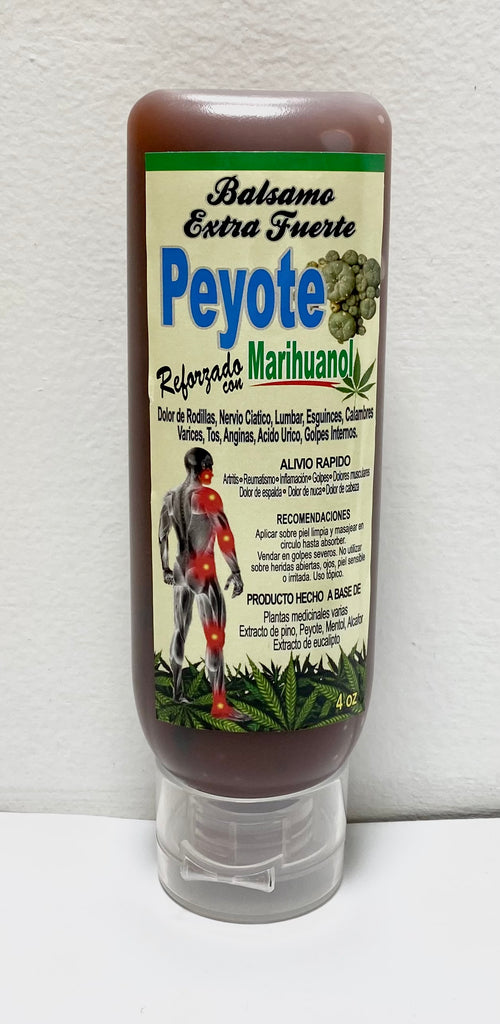 Balsamo
Extra Fuerte
Peyote
Reforzado
con
Marihuanol
Dolor de Rodillas, Nervio Ciatico, Lumbar, Esguinces, Calambres
Varices, Tos, Anginas, Acido Urico, Golpes Internos.
ALIVIO RAPIDO
Artritis • Reumatismo • Inflamación • Golpes • Dolores musculares
Dolor de espalda • Dolor de nuca • Dolor de cabeza
RECOMENDACIONES
Aplicar sobre piel limpia y masajear en
circulo hasta absorber.
Vendar en golpes severos. No utilizar
sobre heridas abiertas, ojos, piel sensible
o irritada. Uso tópico.
PRODUCTO HECHO A BASE DE
Plantas medicinales varias
Extracto de pino, Peyote, Mentol, Alcafor
Extracto de eucalipto
4 oz